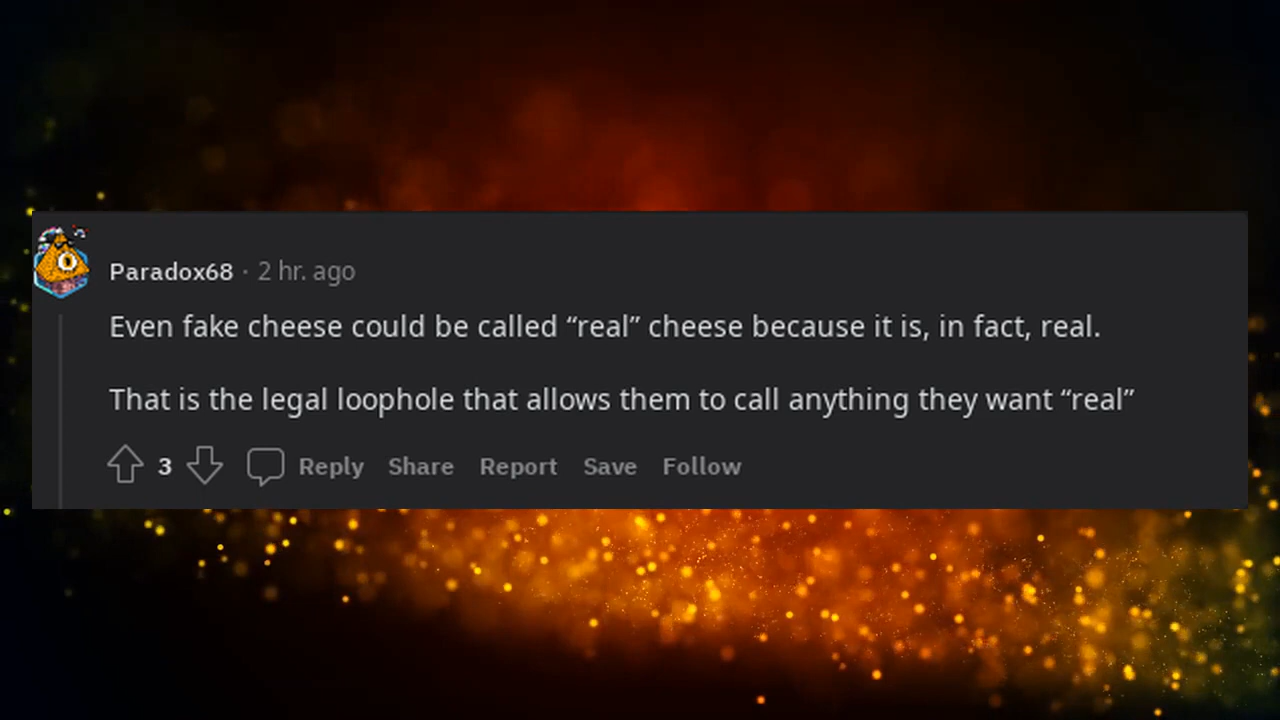 Paradox68 · 2 hr. ago
Even fake cheese could be called “real” cheese because it is, in fact, real.
That is the legal loophole that allows them to call anything they want “real”
3 Reply Share Report Save Follow